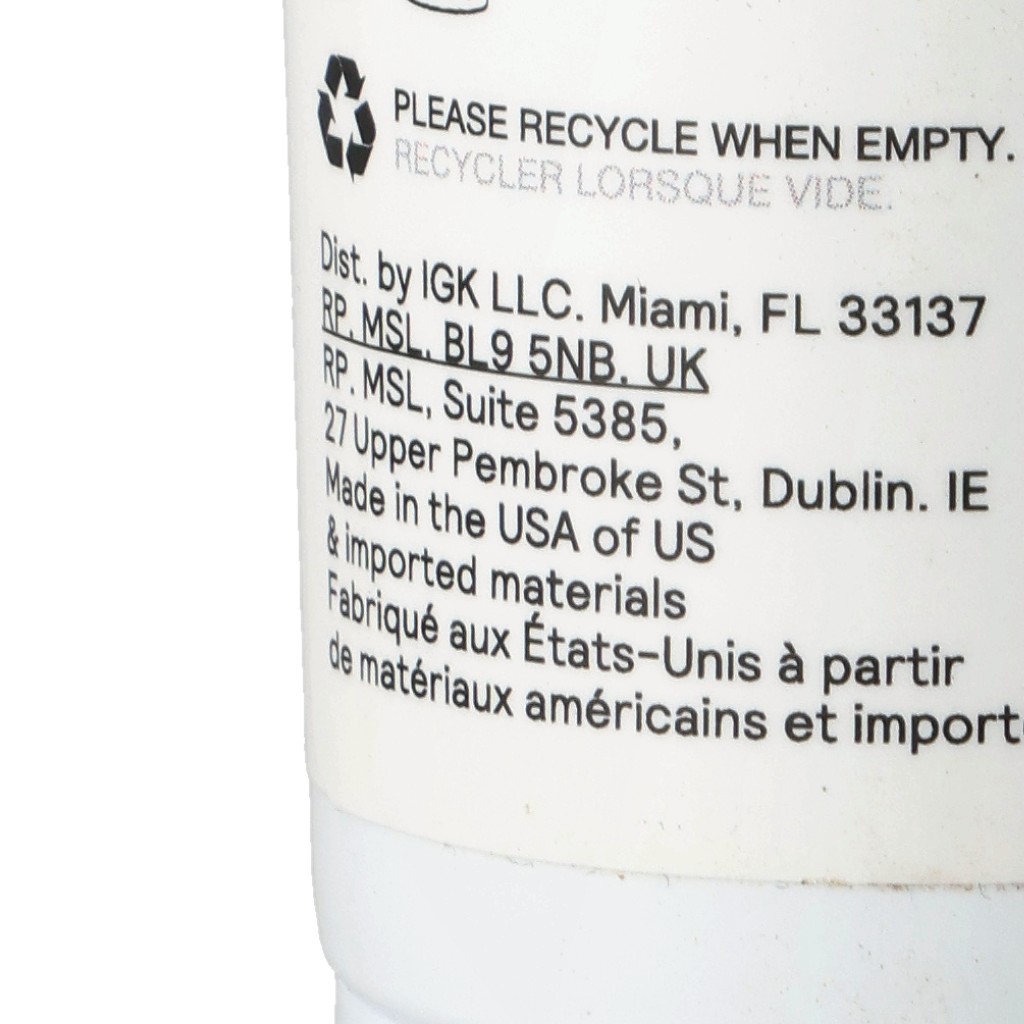 PLEASE RECYCLE WHEN EMPTY.
RECYCLER LORSQUE VIDE.
Dist. by IGK LLC. Miami, FL 33137
RP. MSL. BL9 5NB. UK
RP. MSL, Suite 5385,
27 Upper Pembroke St, Dublin. IE
Made in the USA of US
& imported materials
Fabriqué aux États-Unis à partir
de matériaux américains et import